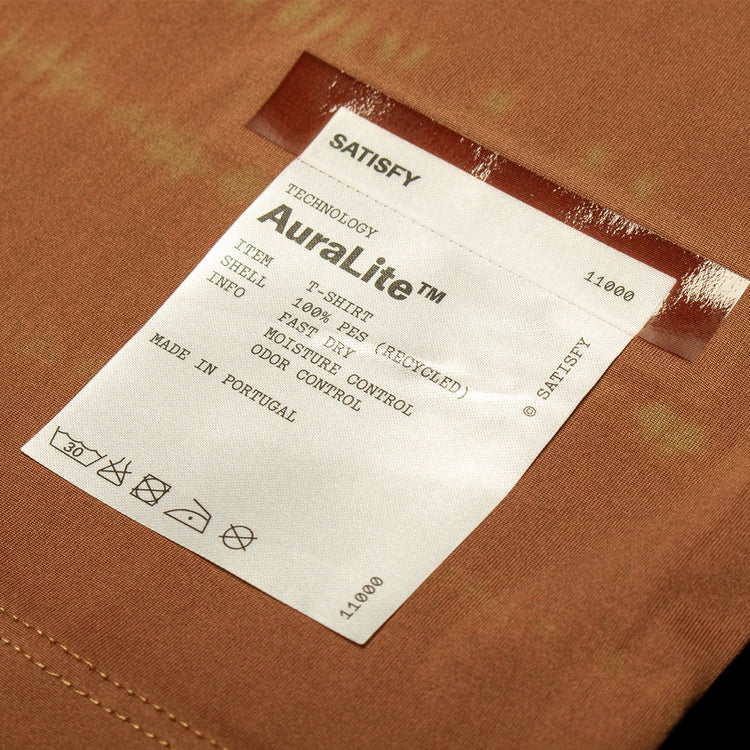 SATISFY
11000
TECHNOLOGY
AuraLite™
ITEM T-SHIRT
SHELL 100% PES (RECYCLED)
INFO FAST DRY
MOISTURE CONTROL
ODOR CONTROL
MADE IN PORTUGAL
© SATISFY
30
11000